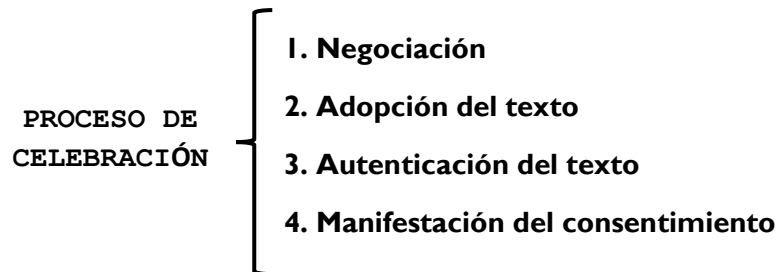 PROCESO DE
CELEBRACIÓN
1. Negociación
2. Adopción del texto
3. Autenticación del texto
4. Manifestación del consentimiento